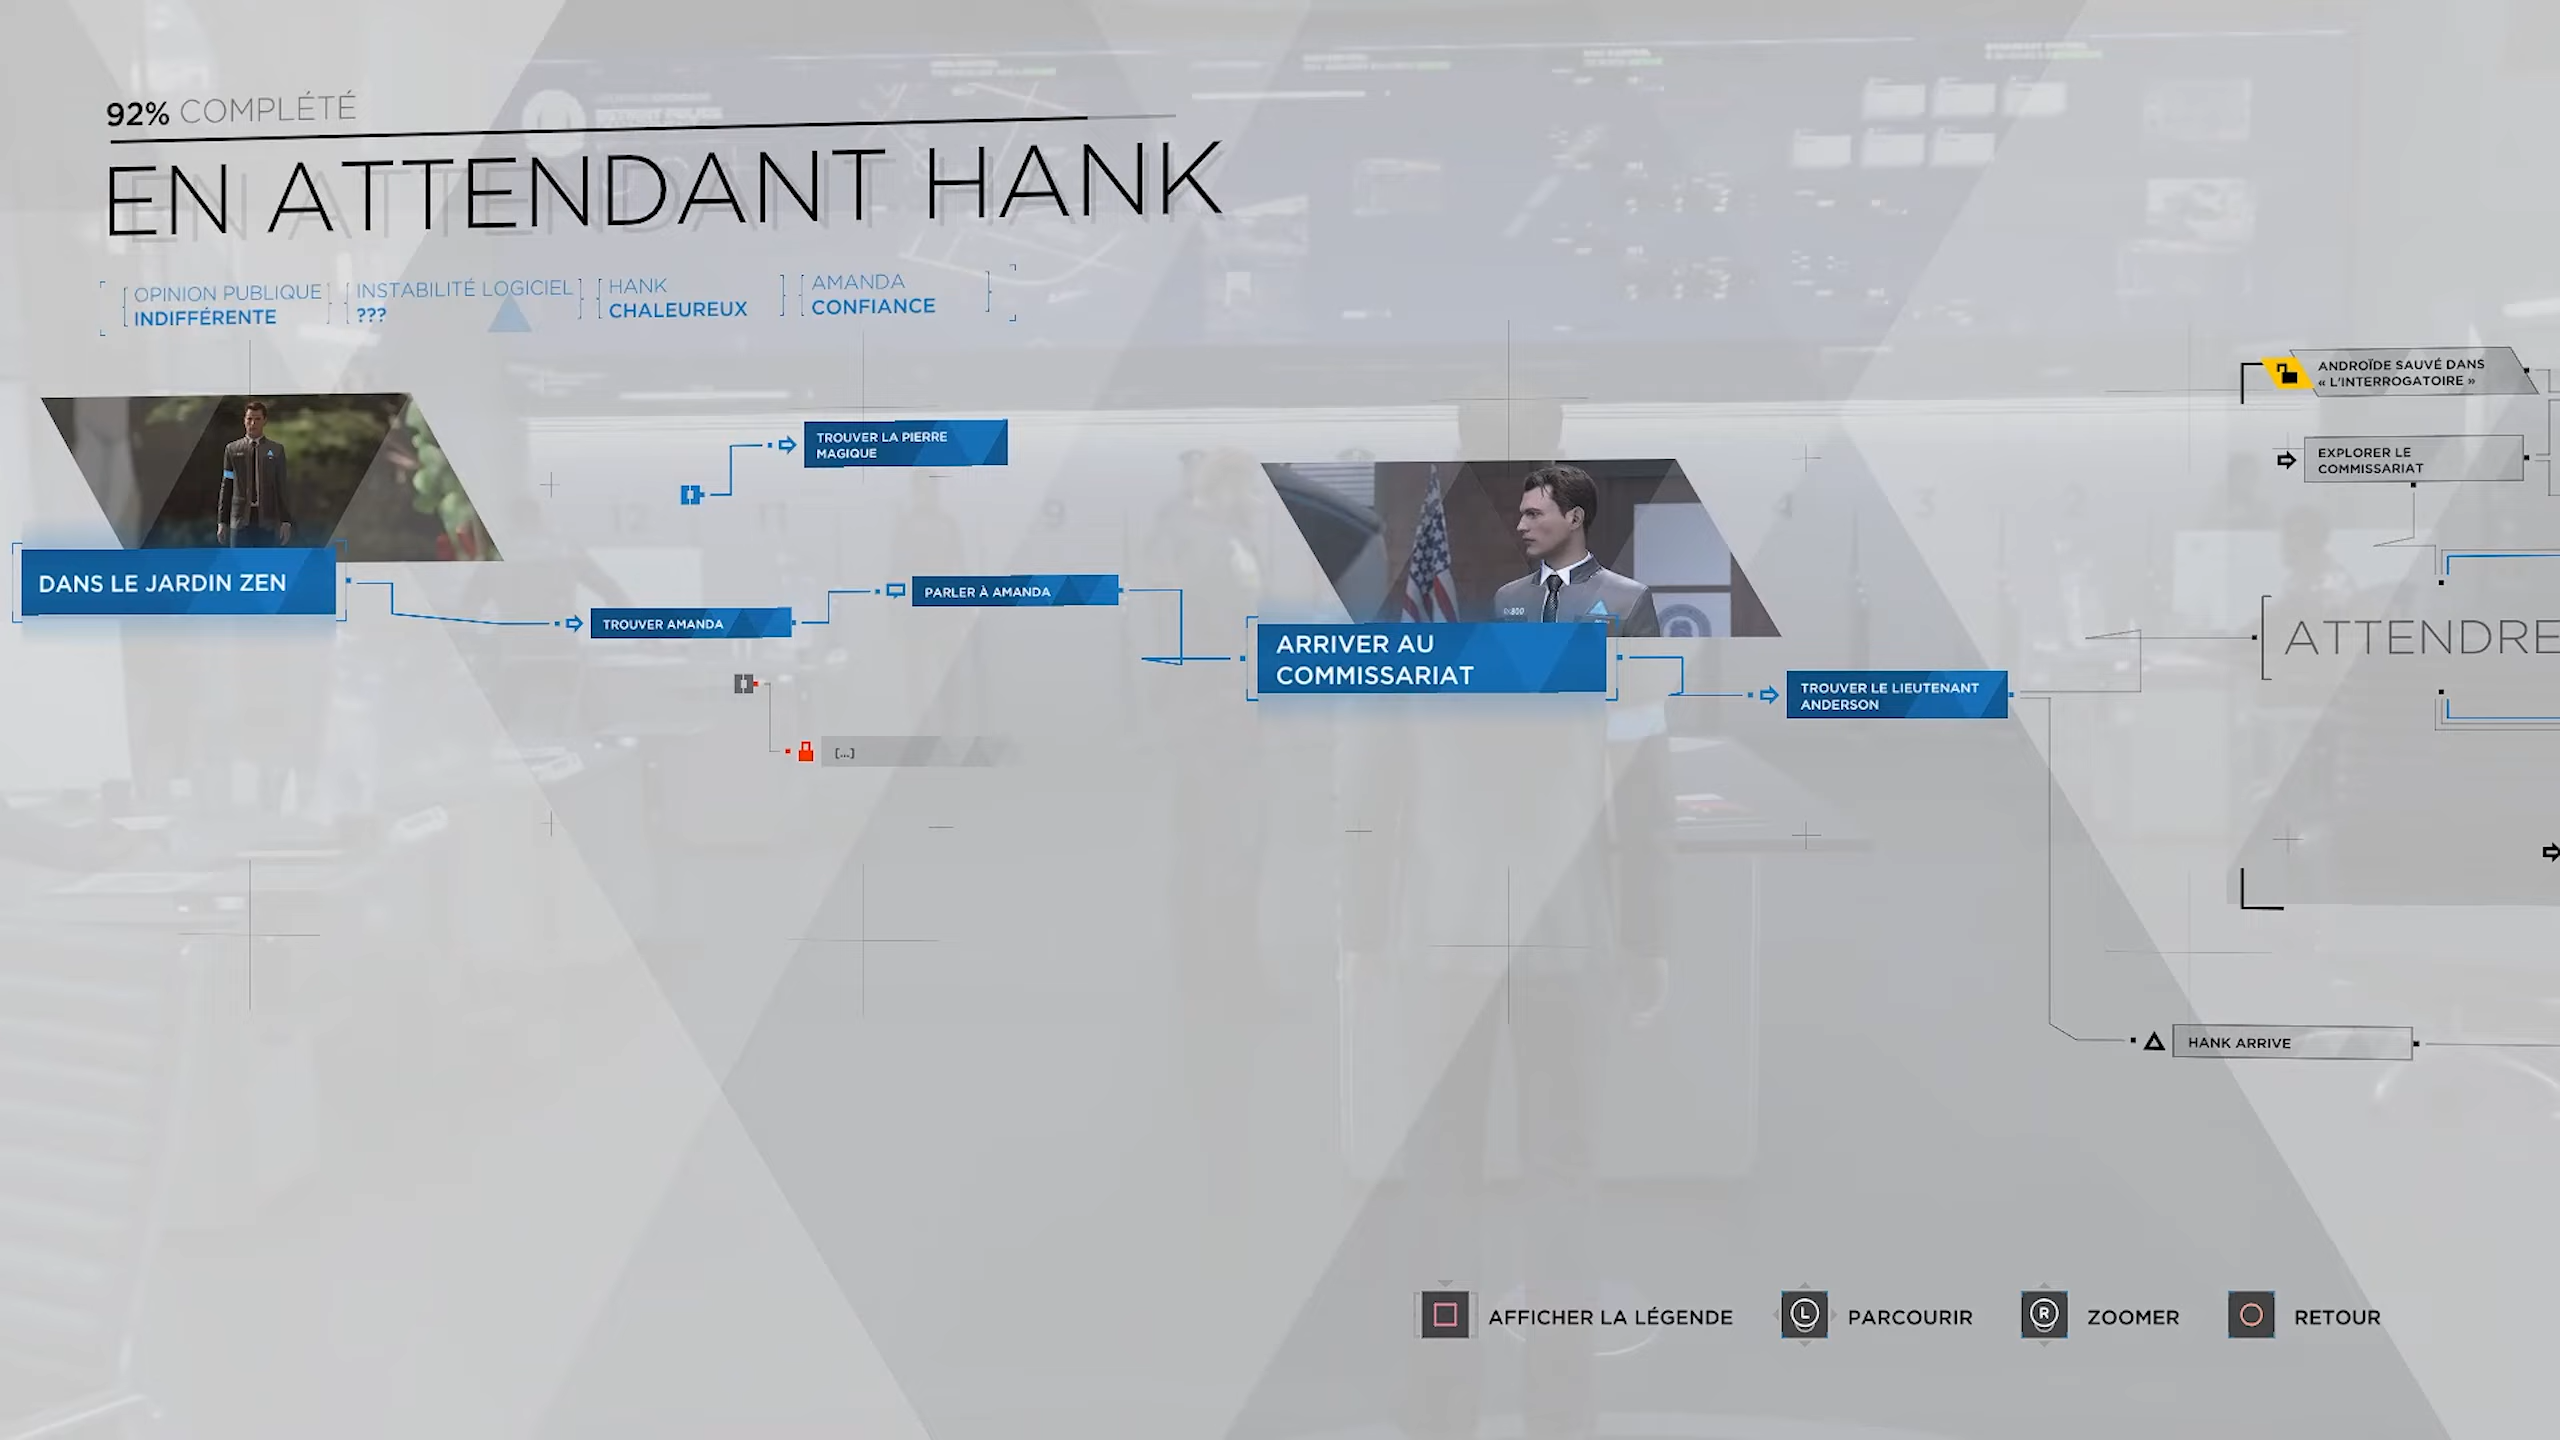 92% COMPLÉTÉ
EN ATTENDANT HANK
OPINION PUBLIQUE
INDIFFÉRENTE
INSTABILITÉ LOGICIEL
???
HANK
CHALEUREUX
AMANDA
CONFIANCE
DANS LE JARDIN ZEN
TROUVER LA PIERRE
MAGIQUE
TROUVER AMANDA
PARLER À AMANDA
[...]
ARRIVER AU
COMMISSARIAT
TROUVER LE LIEUTENANT
ANDERSON
ANDROÏDE SAUVÉ DANS
« L'INTERROGATOIRE »
EXPLORER LE
COMMISSARIAT
ATTENDRE
HANK ARRIVE
AFFICHER LA LÉGENDE
L
PARCOURIR
R
ZOOMER
RETOUR